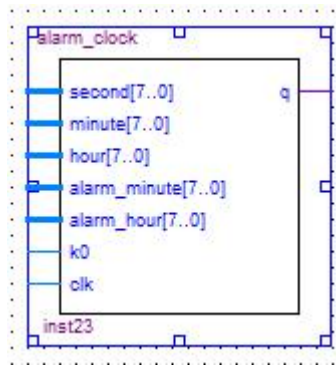 alarm_clock
second[7..0] q
minute[7..0]
hour[7..0]
alarm_minute[7..0]
alarm_hour[7..0]
k0
clk
inst23